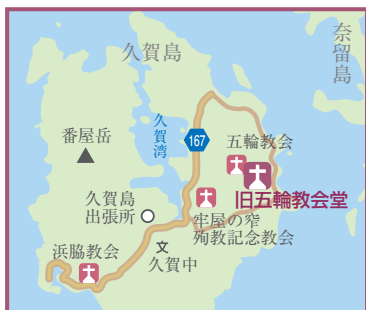 久賀島
奈留島
番屋岳
久賀湾
167
五輪教会
旧五輪教会堂
久賀島
出張所
牢屋の窄
殉教記念教会
文
久賀中
浜脇教会